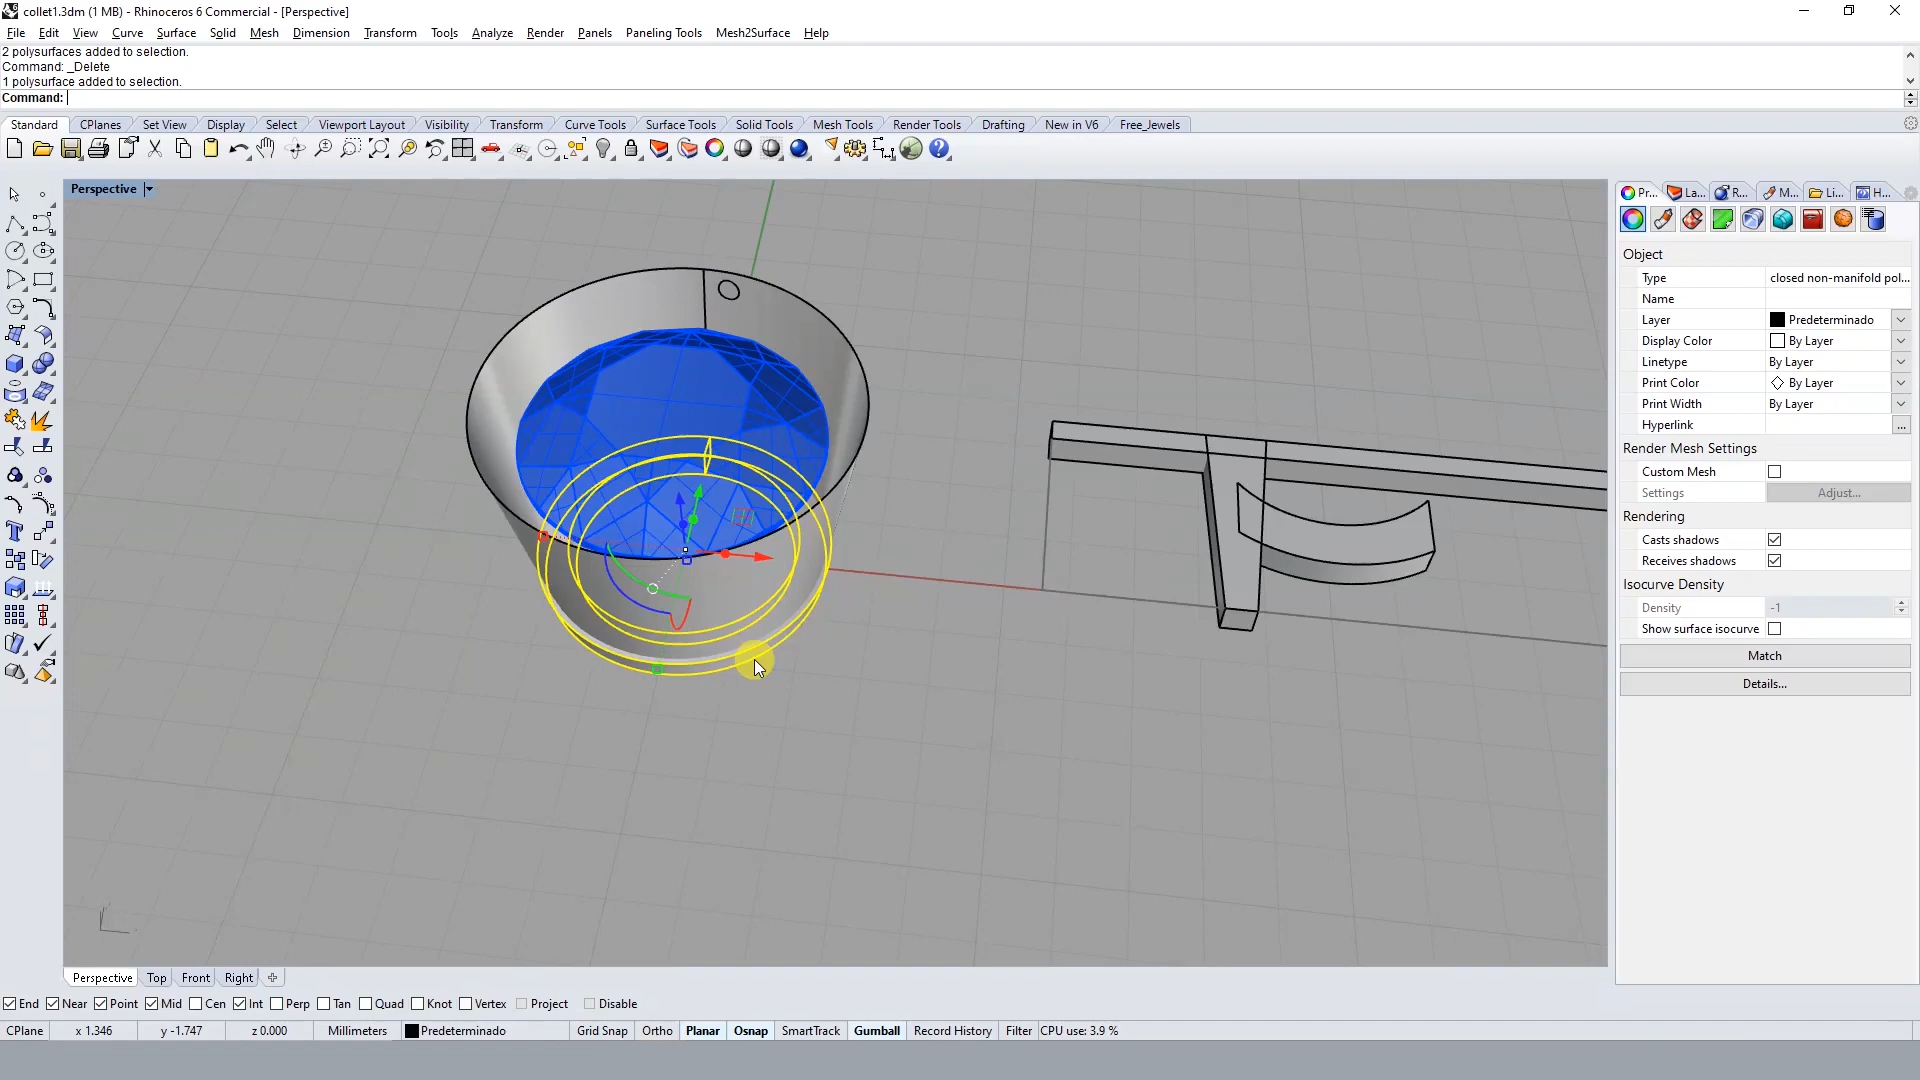 collet1.3dm (1 MB) - Rhinoceros 6 Commercial - [Perspective]
File Edit View Curve Surface Solid Mesh Dimension Transform Tools Analyze Render Panels Paneling Tools Mesh2Surface Help
2 polysurfaces added to selection.
Command: _Delete
1 polysurface added to selection.
Command:
Standard CPlanes Set View Display Select Viewport Layout Visibility Transform Curve Tools Surface Tools Solid Tools Mesh Tools Render Tools Drafting New in V6 Free_Jewels
Perspective
Pr... La... R... M... Li... H...
Object
Type closed non-manifold pol...
Name
Layer Predeterminado
Display Color By Layer
Linetype By Layer
Print Color By Layer
Print Width By Layer
Hyperlink ...
Render Mesh Settings
Custom Mesh
Settings Adjust...
Rendering
Casts shadows
Receives shadows
Isocurve Density
Density -1
Show surface isocurve
Match
Details...
Perspective Top Front Right
End Near Point Mid Cen Int Perp Tan Quad Knot Vertex Project Disable
CPlane x 1.346 y -1.747 z 0.000 Millimeters Predeterminado Grid Snap Ortho Planar Osnap SmartTrack Gumball Record History Filter CPU use: 3.9 %